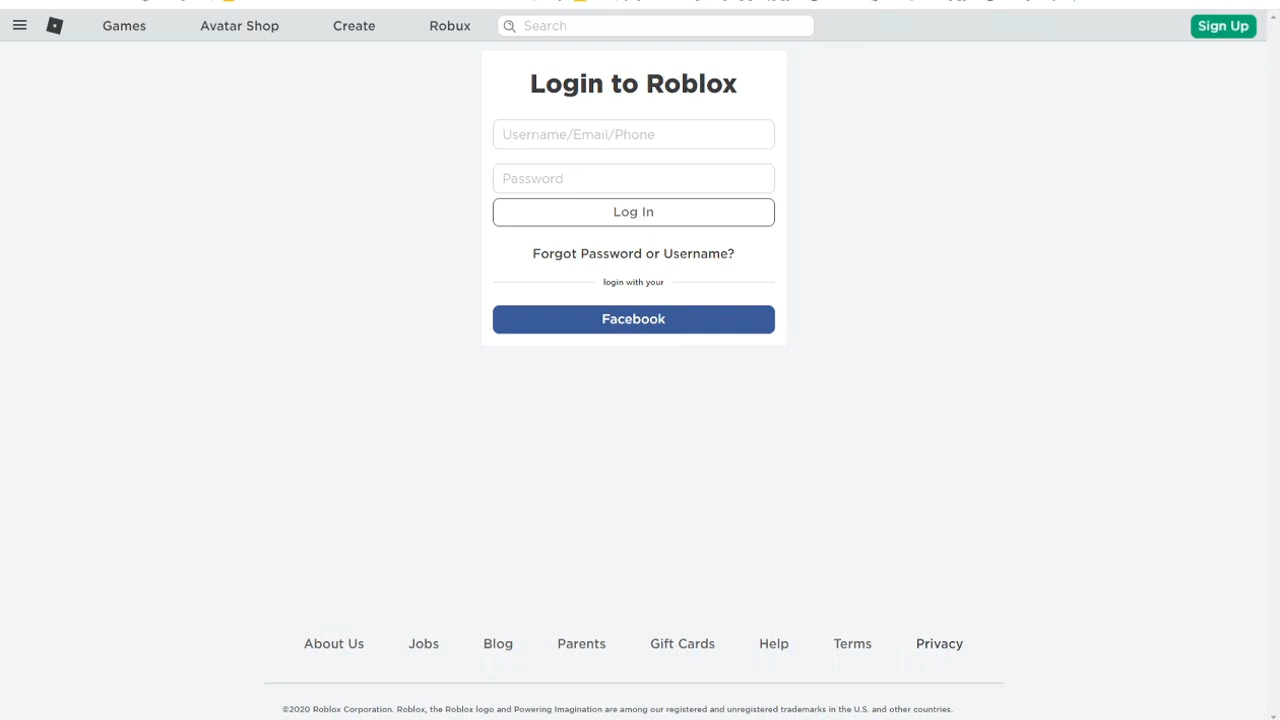 Games Avatar Shop Create Robux Search Sign Up
Login to Roblox
Username/Email/Phone
Password
Log In
Forgot Password or Username?
login with your
Facebook
About Us Jobs Blog Parents Gift Cards Help Terms Privacy
©2020 Roblox Corporation. Roblox, the Roblox logo and Powering Imagination are among our registered and unregistered trademarks in the U.S. and other countries.